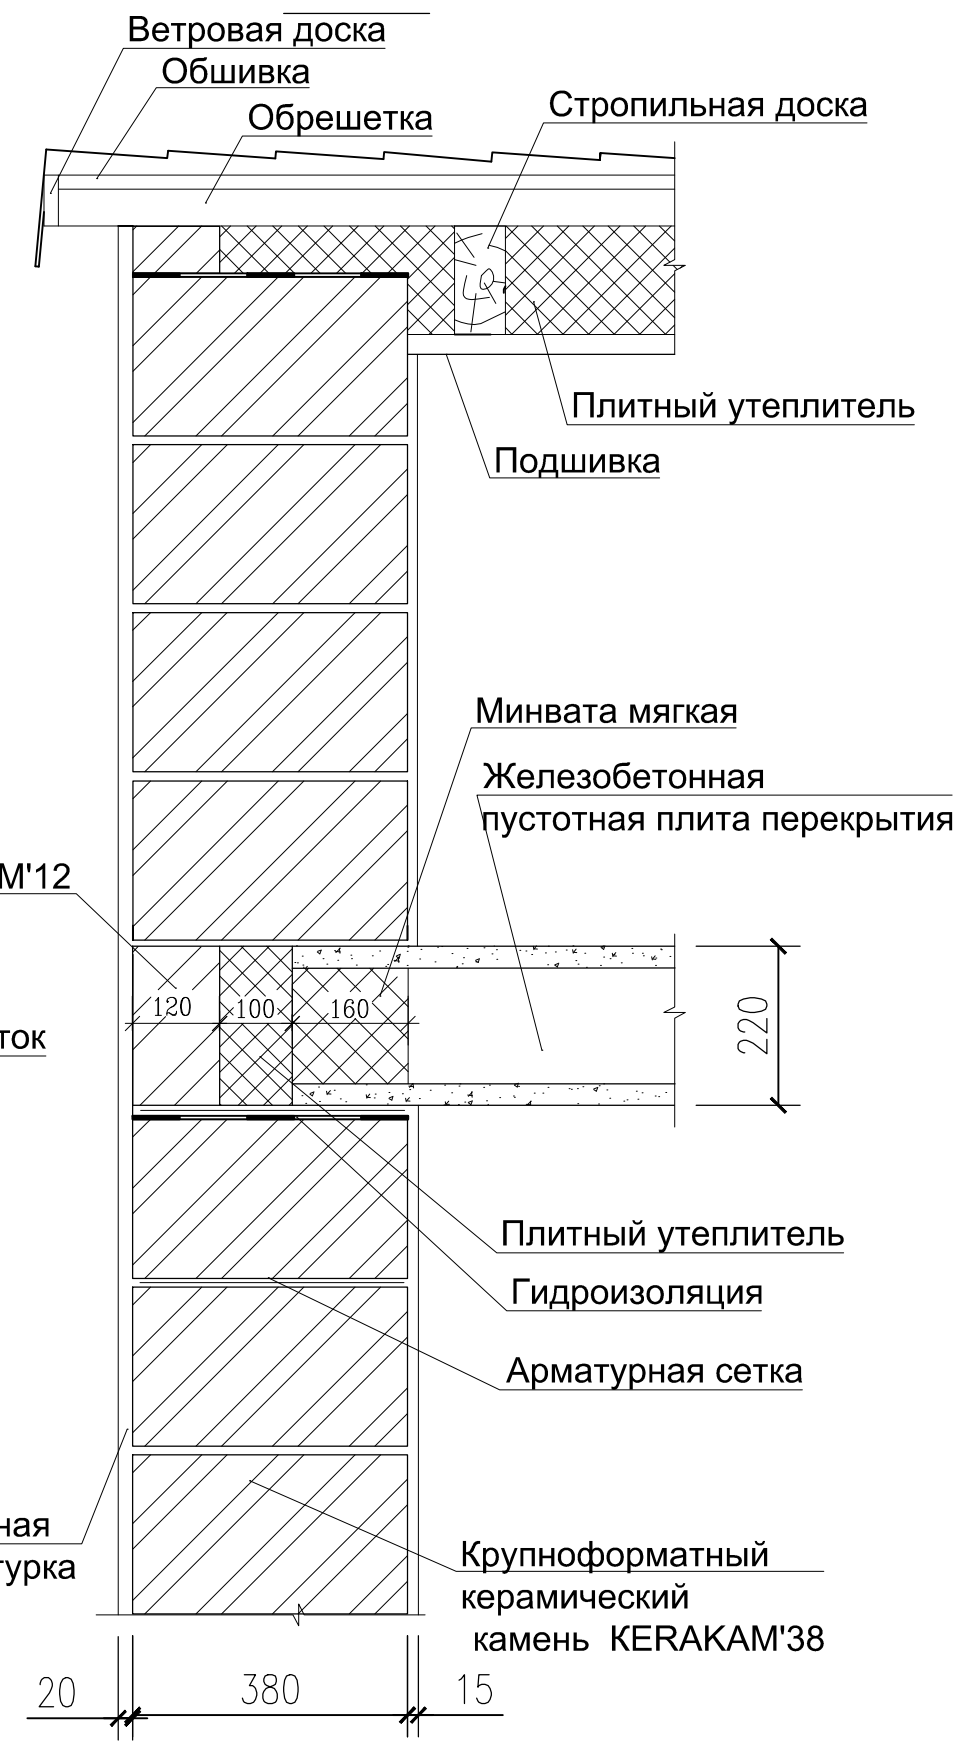 Ветровая доска
Обшивка
Стропильная доска
Обрешетка
Плитный утеплитель
Подшивка
Минвата мягкая
Железобетонная
пустотная плита перекрытия
М'12
120
100
160
220
ток
Плитный утеплитель
Гидроизоляция
Арматурная сетка
ная
турка
Крупноформатный
керамический
камень KERAKAM'38
20
380
15